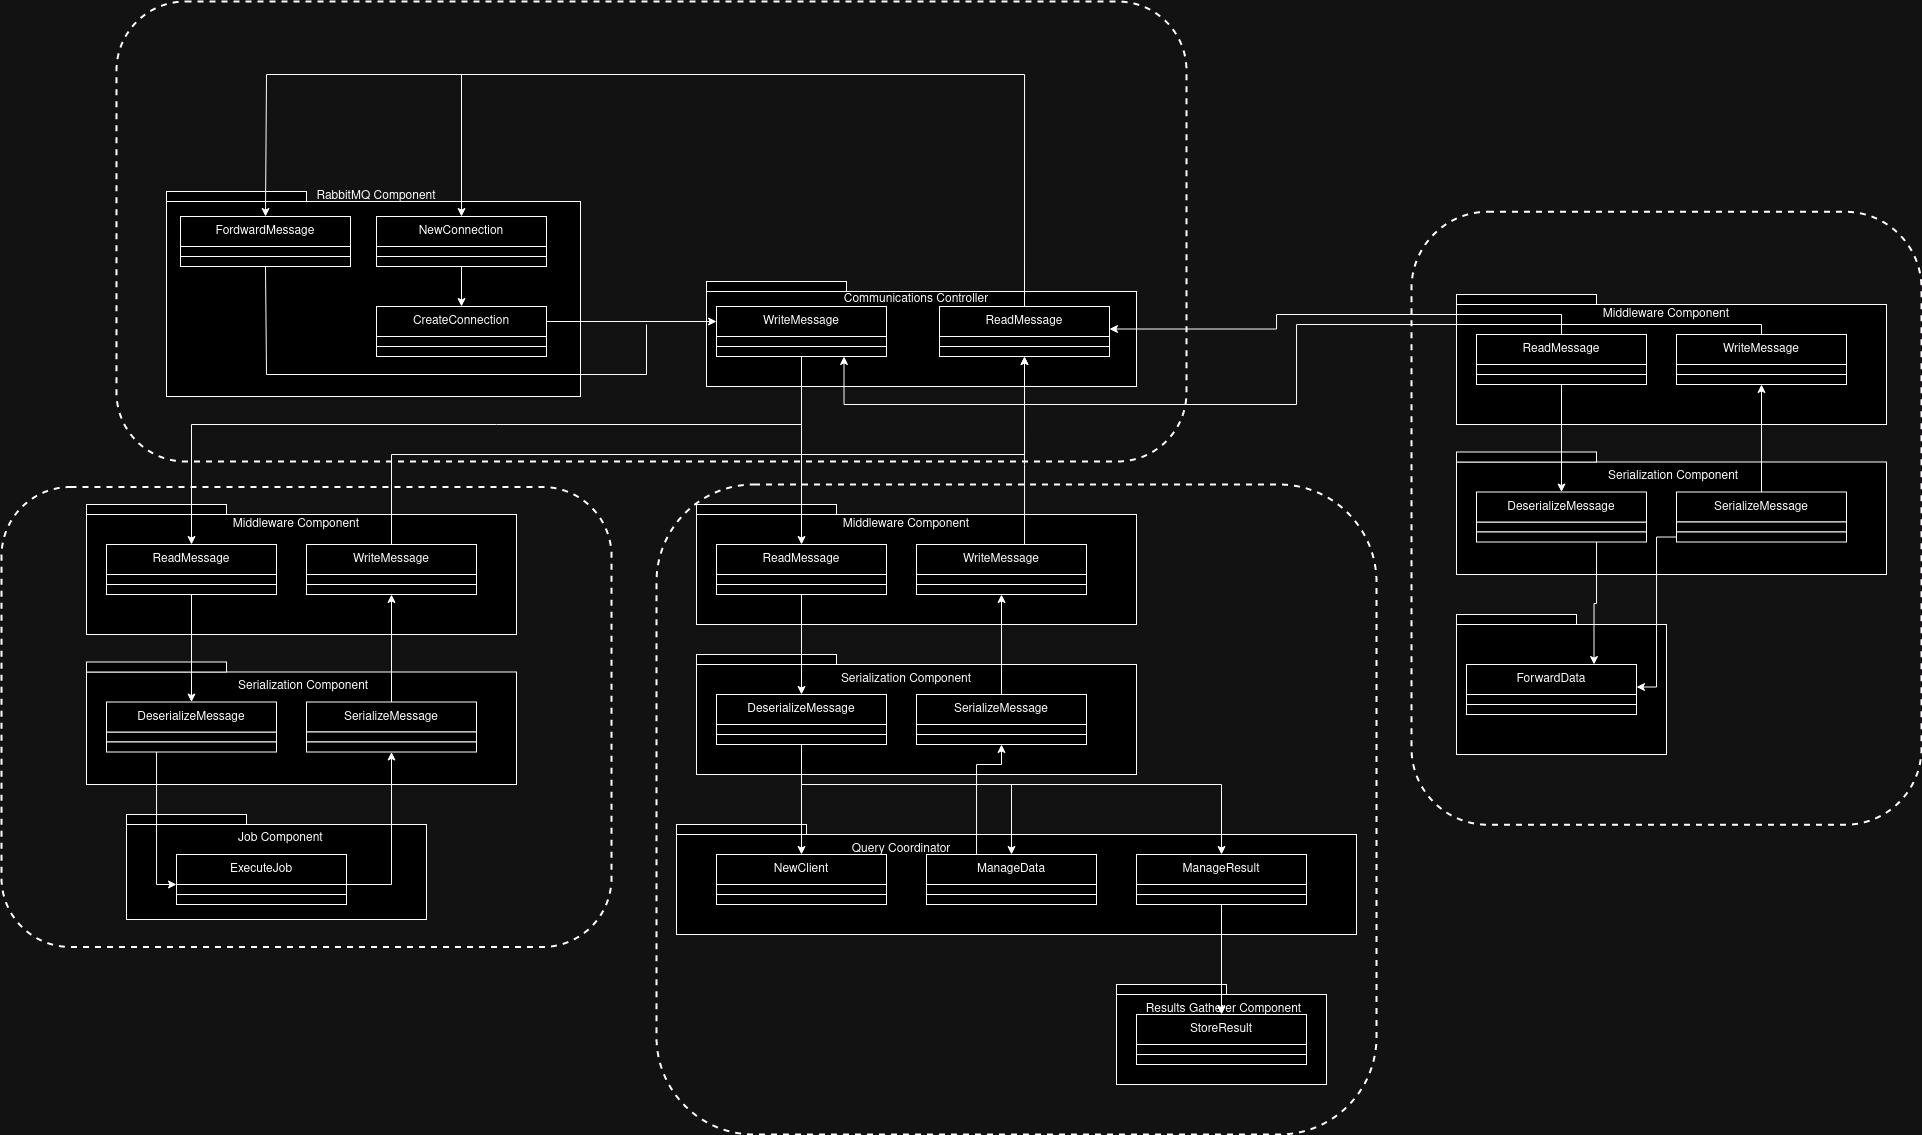 RabbitMQ Component
FordwardMessage
NewConnection
CreateConnection
Communications Controller
WriteMessage
ReadMessage
Middleware Component
ReadMessage
WriteMessage
Serialization Component
DeserializeMessage
SerializeMessage
ForwardData
Middleware Component
ReadMessage
WriteMessage
Serialization Component
DeserializeMessage
SerializeMessage
Job Component
ExecuteJob
Middleware Component
ReadMessage
WriteMessage
Serialization Component
DeserializeMessage
SerializeMessage
Query Coordinator
NewClient
ManageData
ManageResult
Results Gatherer Component
StoreResult